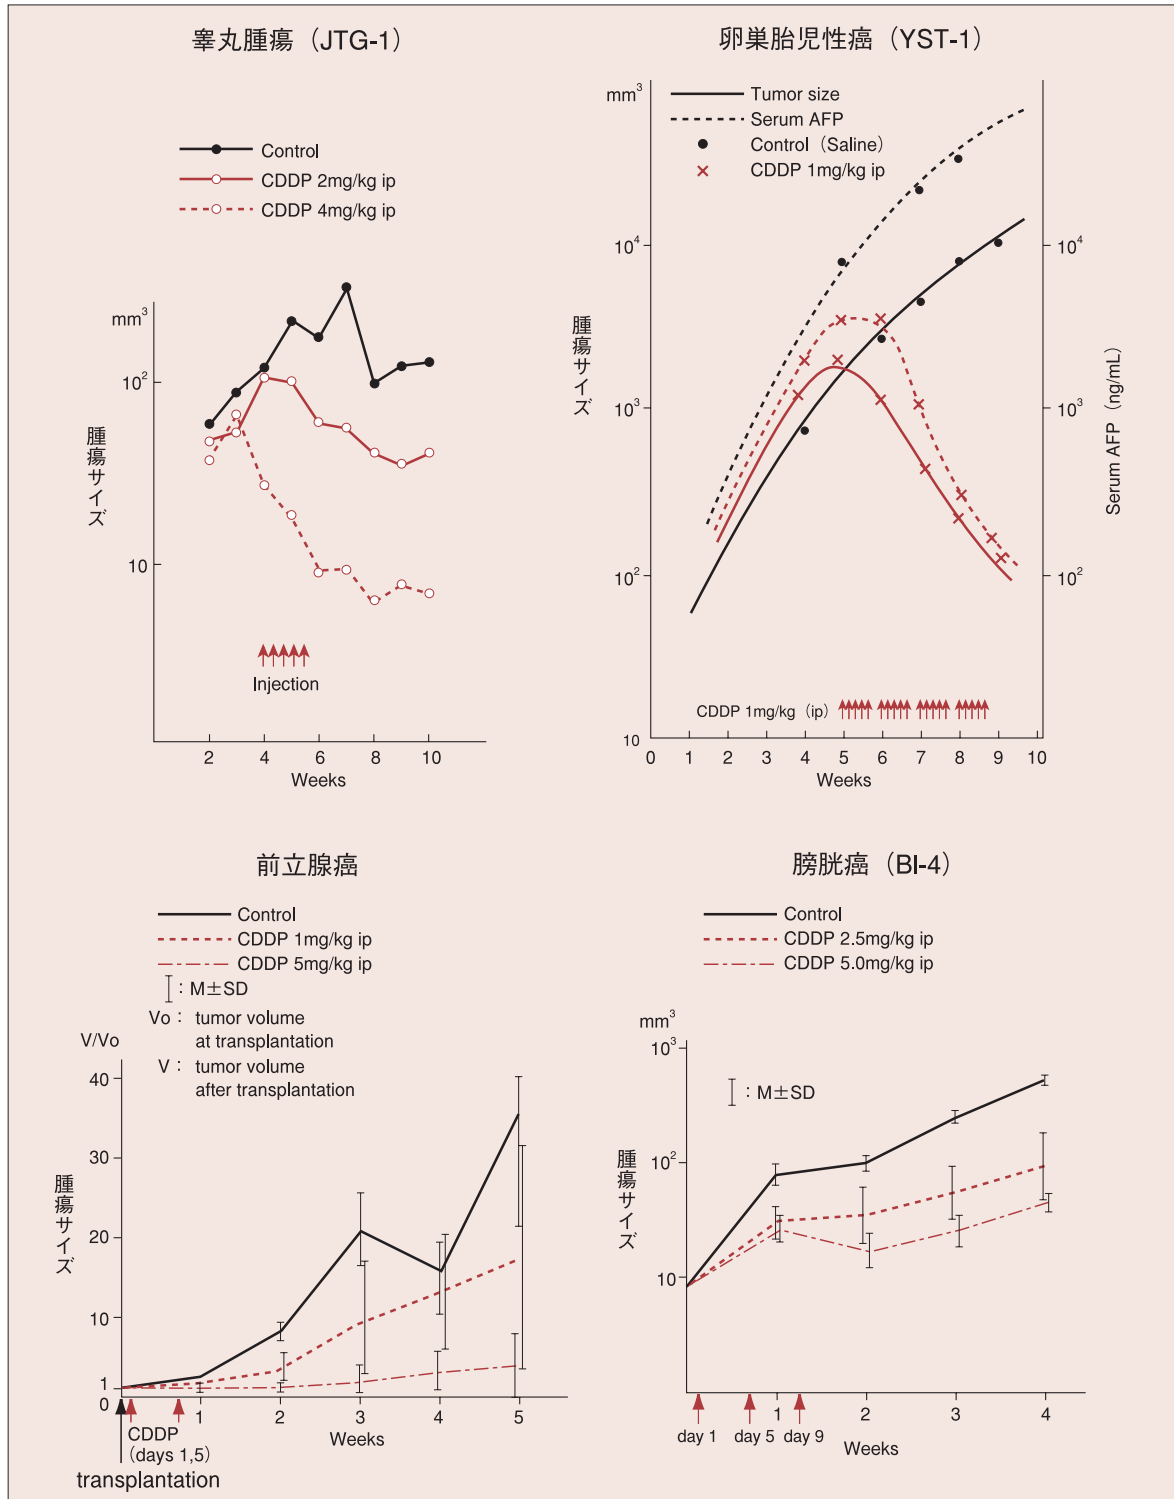 睾丸腫瘍（JTG-1）
Control
CDDP 2mg/kg ip
CDDP 4mg/kg ip
mm³
腫瘍サイズ
10²
10
Injection
2 4 6 8 10
Weeks
卵巣胎児性癌（YST-1）
mm³
Tumor size
Serum AFP
Control（Saline）
CDDP 1mg/kg ip
腫瘍サイズ
10⁴
10³
10²
10
10⁴
10³
10²
Serum AFP（ng/mL）
CDDP 1mg/kg（ip）
0 1 2 3 4 5 6 7 8 9 10
Weeks
前立腺癌
Control
CDDP 1mg/kg ip
CDDP 5mg/kg ip
：M±SD
Vo： tumor volume
at transplantation
V： tumor volume
after transplantation
V/Vo
腫瘍サイズ
40
30
20
10
1
0
1 2 3 4 5
Weeks
CDDP
(days 1,5)
transplantation
膀胱癌（BI-4）
Control
CDDP 2.5mg/kg ip
CDDP 5.0mg/kg ip
mm³
：M±SD
腫瘍サイズ
10³
10²
10
1 2 3 4
day 1 day 5 day 9
Weeks